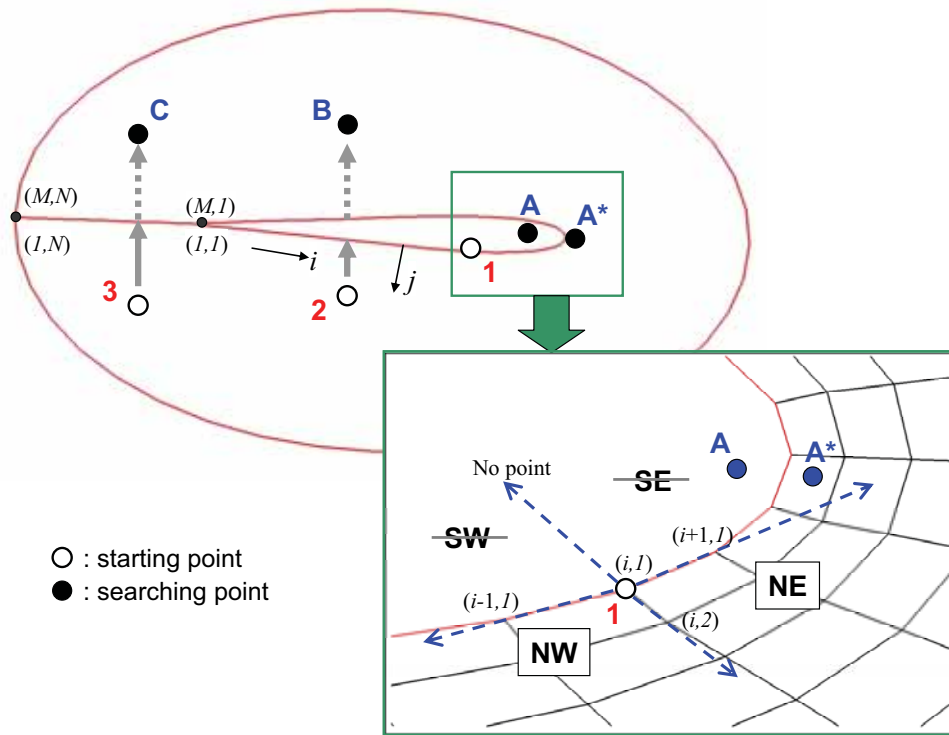 C
B
A
A*
(M,N)
(M,1)
(1,N)
(1,1)
i
j
1
3
2
A
A*
No point
SE
SW
(i+1,1)
(i,1)
(i-1,1)
1
NE
(i,2)
NW
: starting point
: searching point